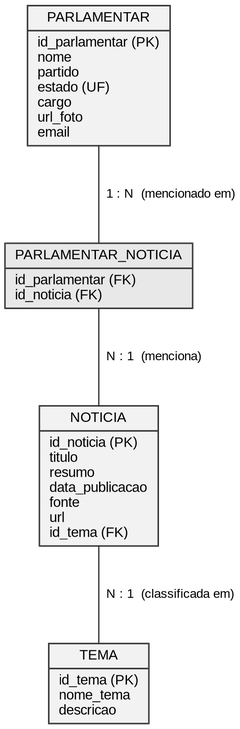 PARLAMENTAR
id_parlamentar (PK)
nome
partido
estado (UF)
cargo
url_foto
email
1 : N (mencionado em)
PARLAMENTAR_NOTICIA
id_parlamentar (FK)
id_noticia (FK)
N : 1 (menciona)
NOTICIA
id_noticia (PK)
titulo
resumo
data_publicacao
fonte
url
id_tema (FK)
N : 1 (classificada em)
TEMA
id_tema (PK)
nome_tema
descricao